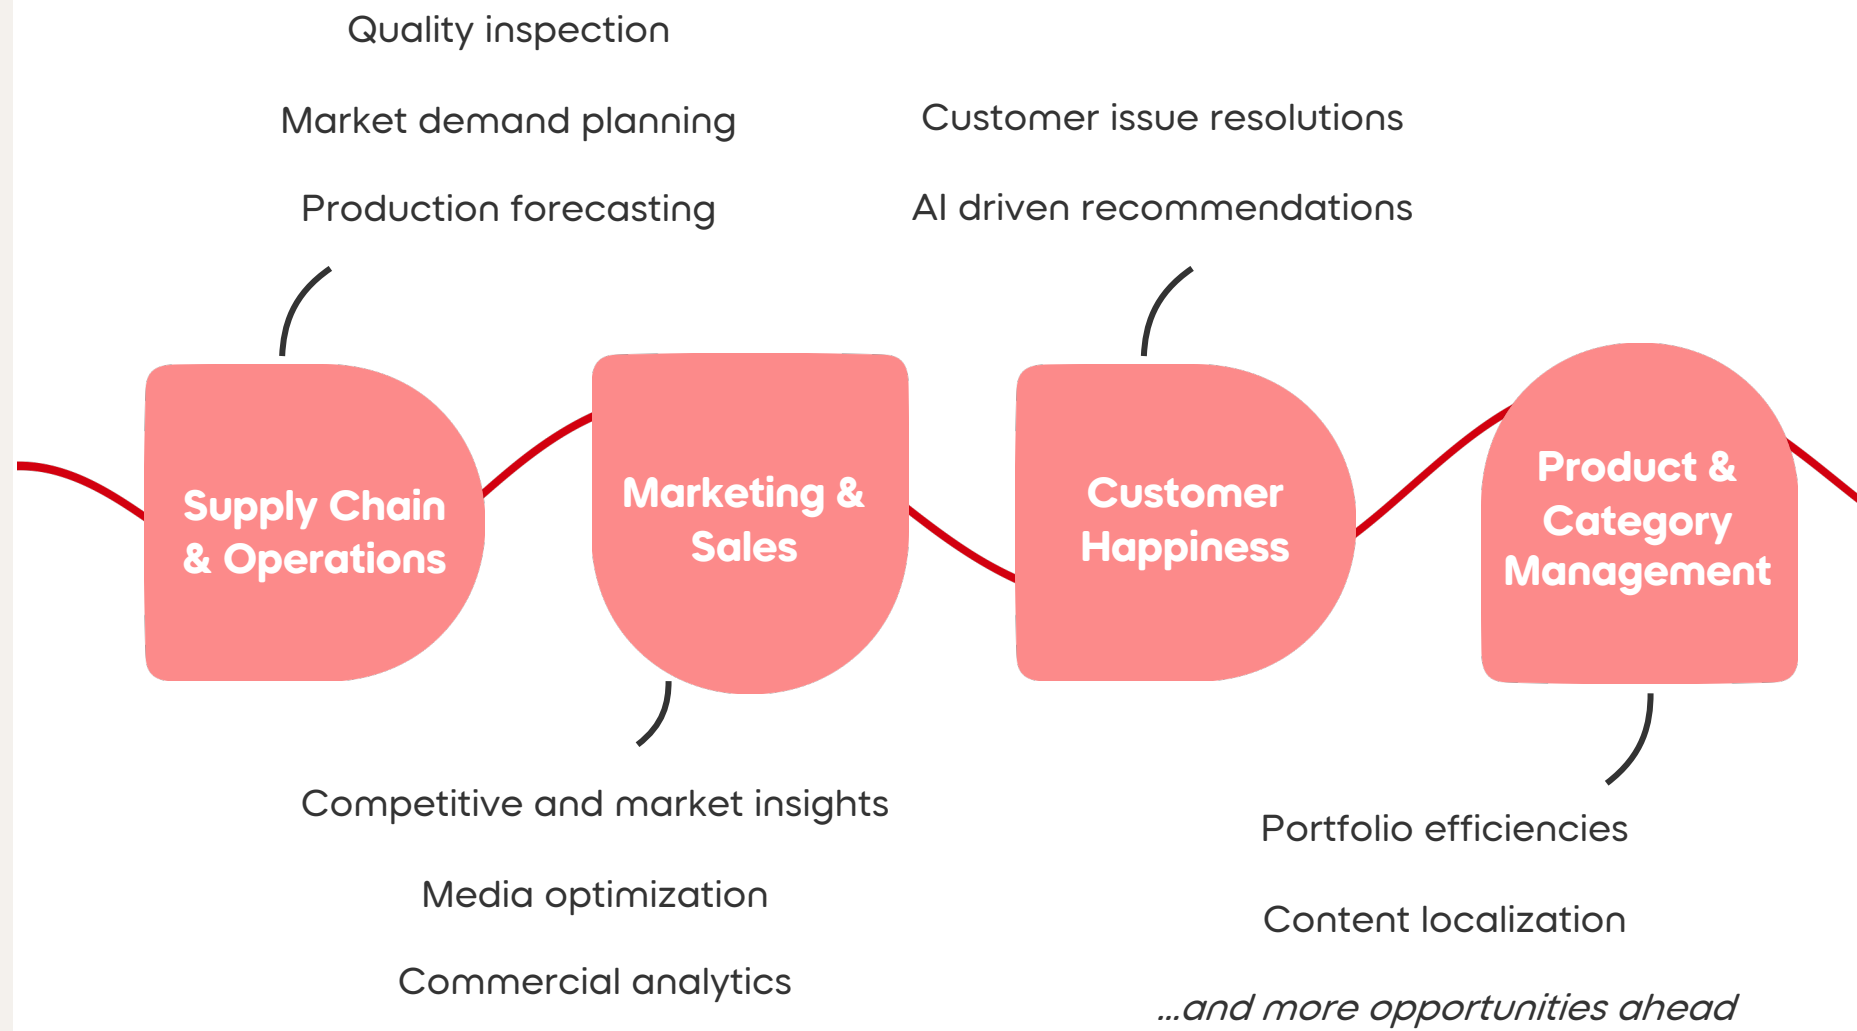 Quality inspection
Market demand planning
Production forecasting
Customer issue resolutions
AI driven recommendations
Supply Chain
& Operations
Marketing &
Sales
Customer
Happiness
Product &
Category
Management
Competitive and market insights
Media optimization
Commercial analytics
Portfolio efficiencies
Content localization
...and more opportunities ahead